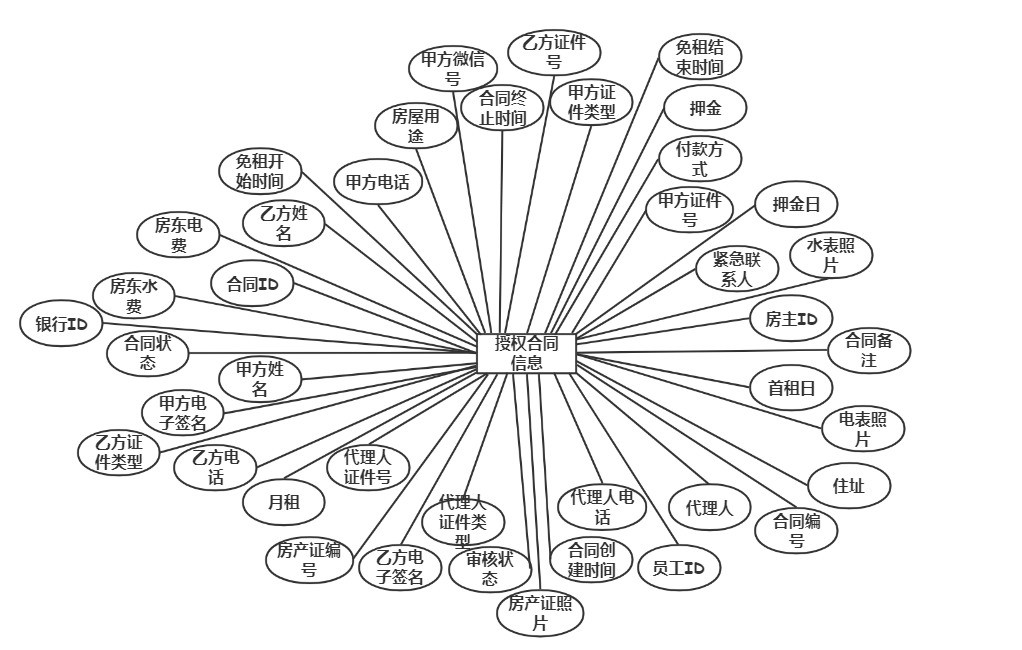 乙方证件
号
免租结
束时间
甲方微信
号
合同终
止时间
甲方证
件类型
押金
房屋用
途
付款方
式
免租开
始时间
甲方电话
甲方证件
号
押金日
乙方姓
名
房东电
费
水表照
片
紧急联
系人
合同ID
房东水
费
银行ID
房主ID
合同状
态
授权合同
信息
合同备
注
甲方姓
名
首租日
甲方电
子签名
电表照
片
乙方证
件类型
乙方电
话
代理人
证件号
住址
月租
代理人
证件类
型
代理人电
话
代理人
合同编
号
房产证编
号
乙方电
子签名
审核状
态
合同创
建时间
员工ID
房产证照
片